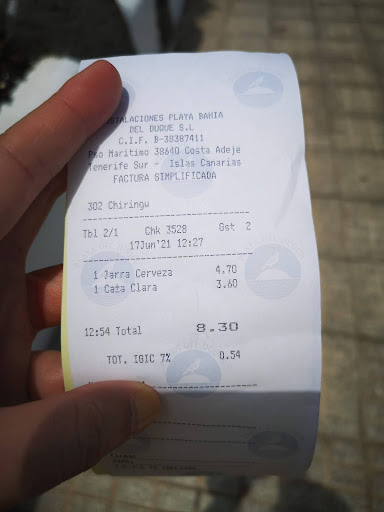 INSTALACIONES PLAYA BAHIA
DEL DUQUE S.L
C.I.F. B-38387411
Pso Maritimo 38640 Costa Adeje
Tenerife Sur - Islas Canarias
FACTURA SIMPLIFICADA
302 Chiringu
Tbl 2/1 Chk 3528 Gst 2
17Jun'21 12:27
1 Jarra Cerveza 4.70
1 Caña Clara 3.60
12:54 Total 8.30
TOT. IGIC 7% 0.54